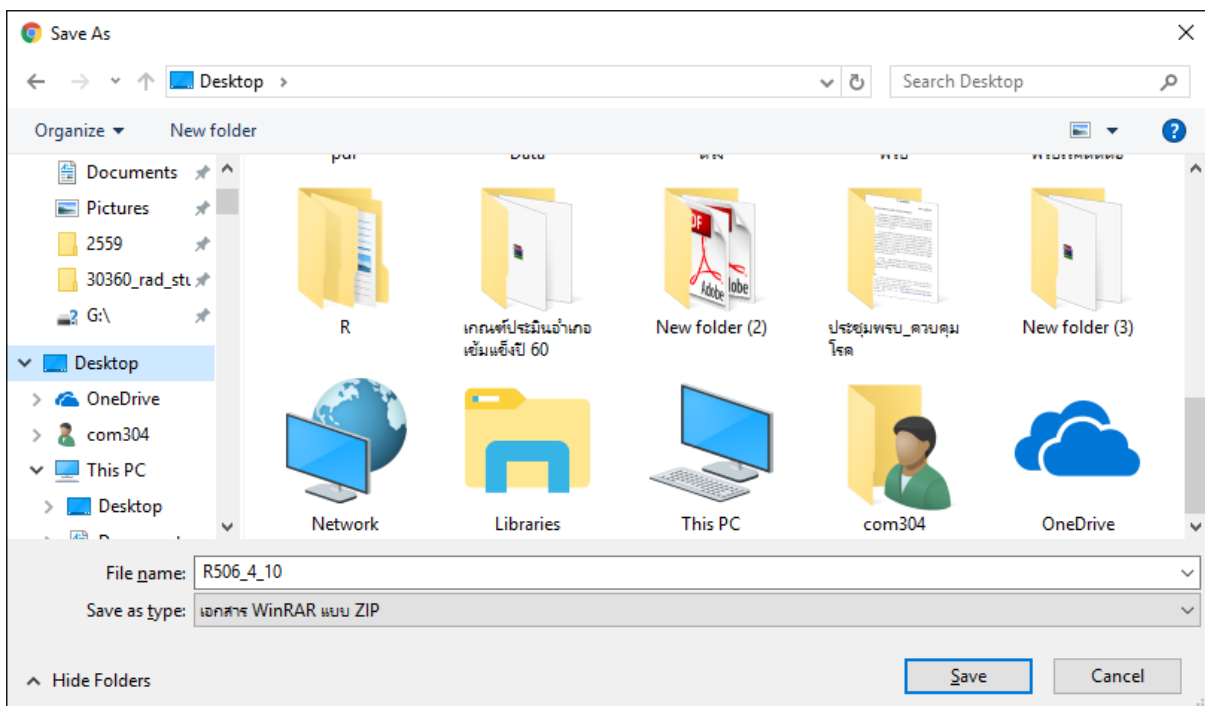 Save As
Desktop
Search Desktop
Organize
New folder
Documents
Pictures
2559
30360_rad_stu
G:\
Desktop
OneDrive
com304
This PC
Desktop
R
เกณฑ์ประมินอำเภอ
เข้มแข็งปี 60
New folder (2)
ประชุมพรบ_ควบคุม
โรค
New folder (3)
Network
Libraries
This PC
com304
OneDrive
File name: R506_4_10
Save as type: เอกสาร WinRAR แบบ ZIP
Hide Folders
Save
Cancel